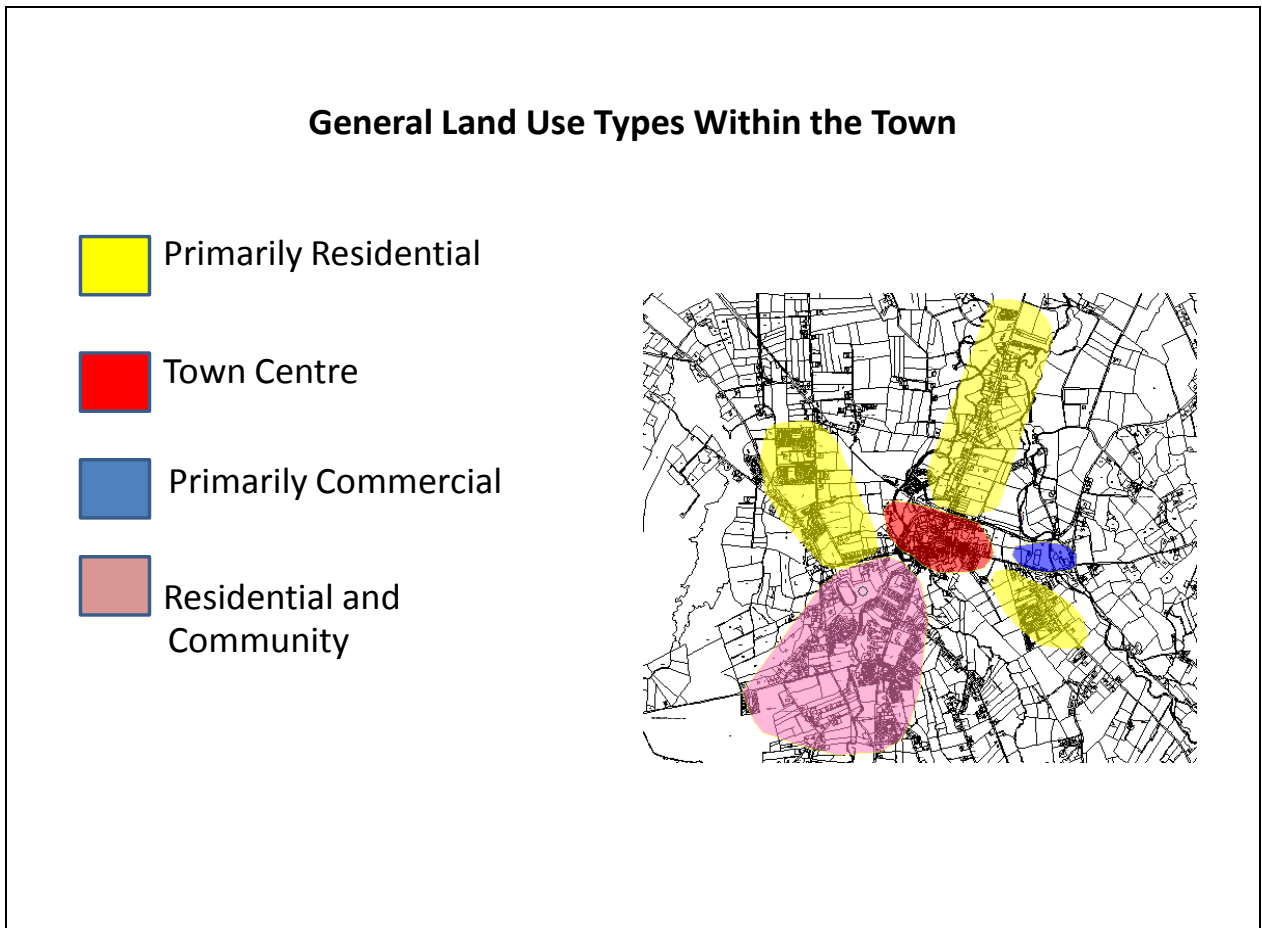 General Land Use Types Within the Town
Primarily Residential
Town Centre
Primarily Commercial
Residential and
Community